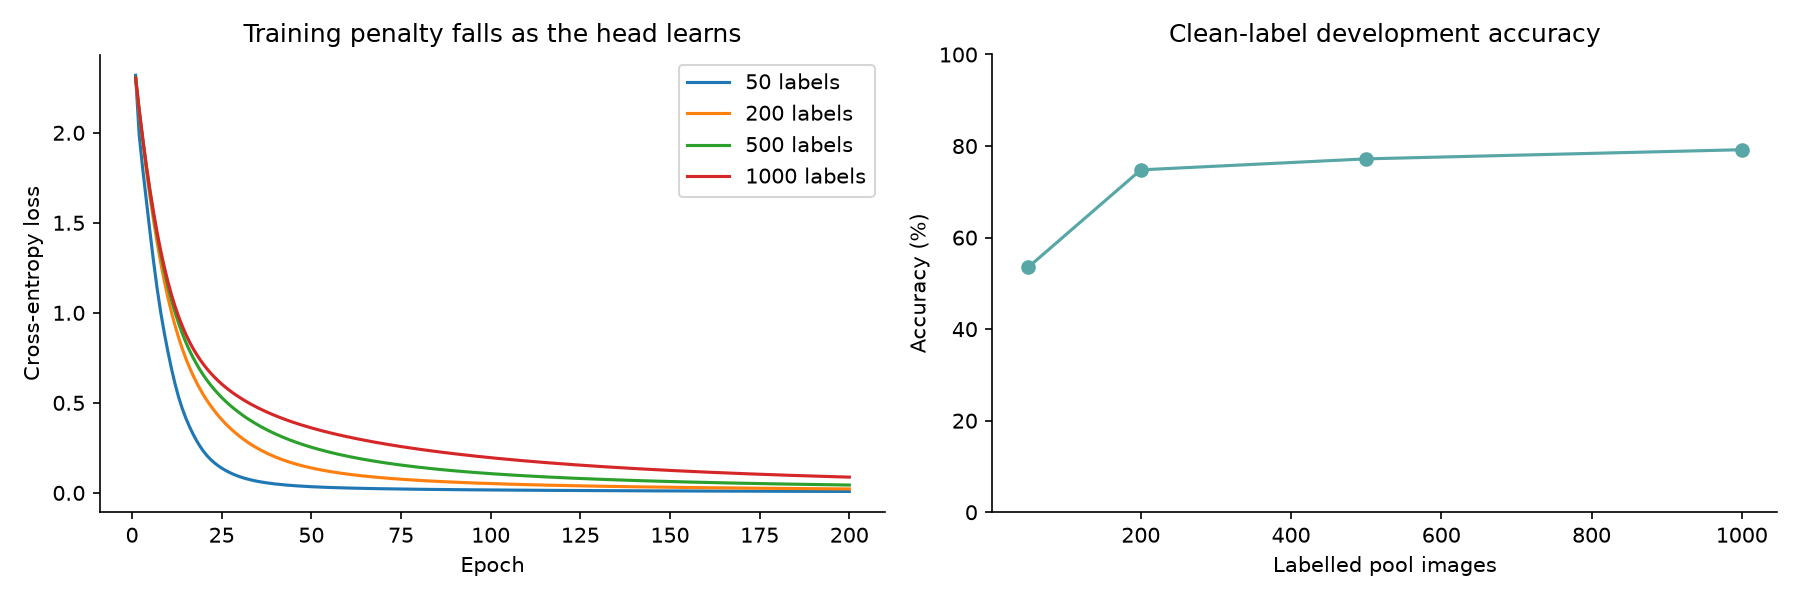 Training penalty falls as the head learns
Cross-entropy loss
2.0
1.5
1.0
0.5
0.0
50 labels
200 labels
500 labels
1000 labels
0 25 50 75 100 125 150 175 200
Epoch
Clean-label development accuracy
Accuracy (%)
100
80
60
40
20
0
200 400 600 800 1000
Labelled pool images